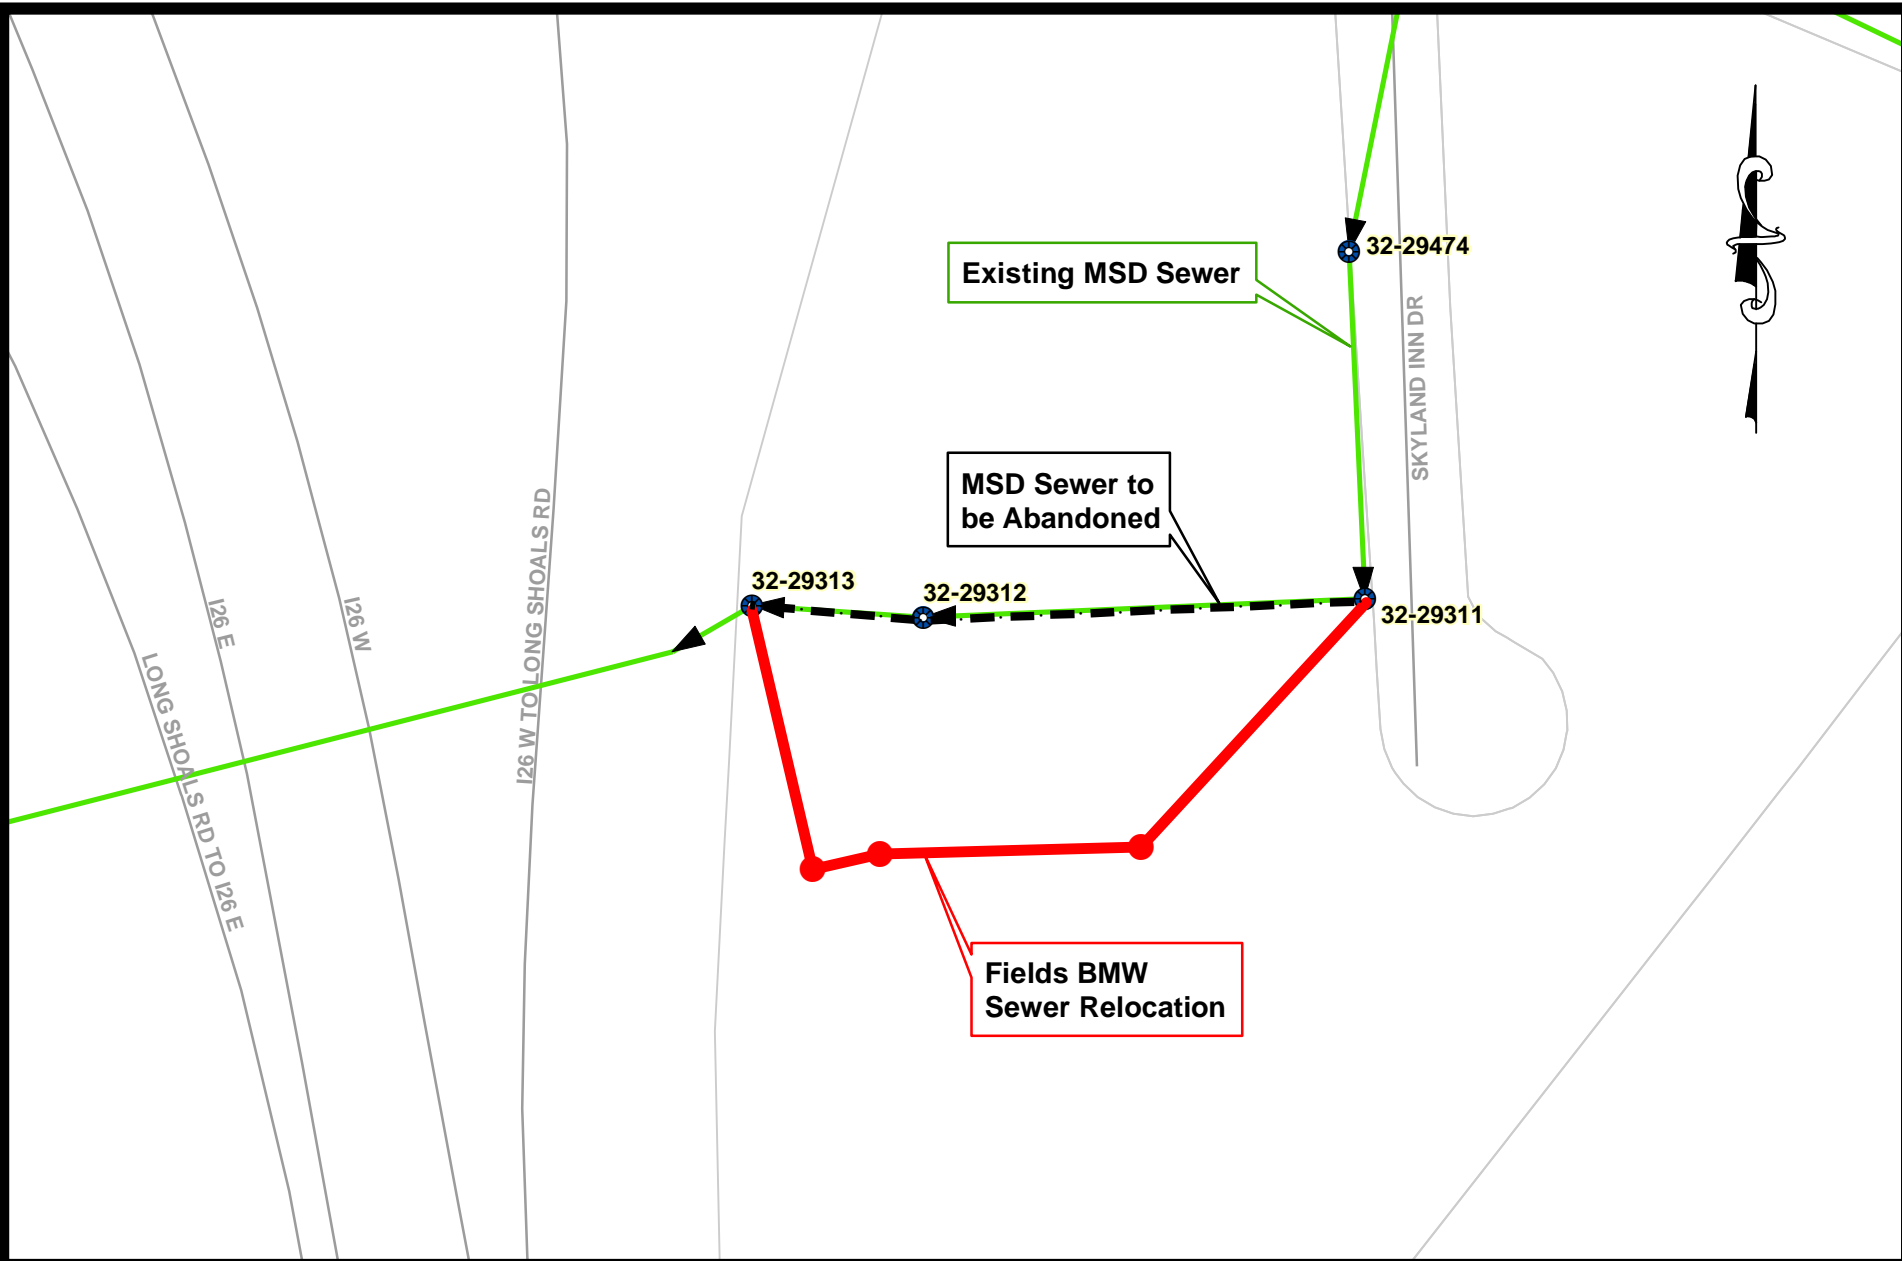 32-29474
Existing MSD Sewer
SKYLAND INN DR
MSD Sewer to
be Abandoned
32-29313
32-29312
32-29311
I26 E
I26 W
I26 W TO LONG SHOALS RD
LONG SHOALS RD TO I26 E
Fields BMW
Sewer Relocation